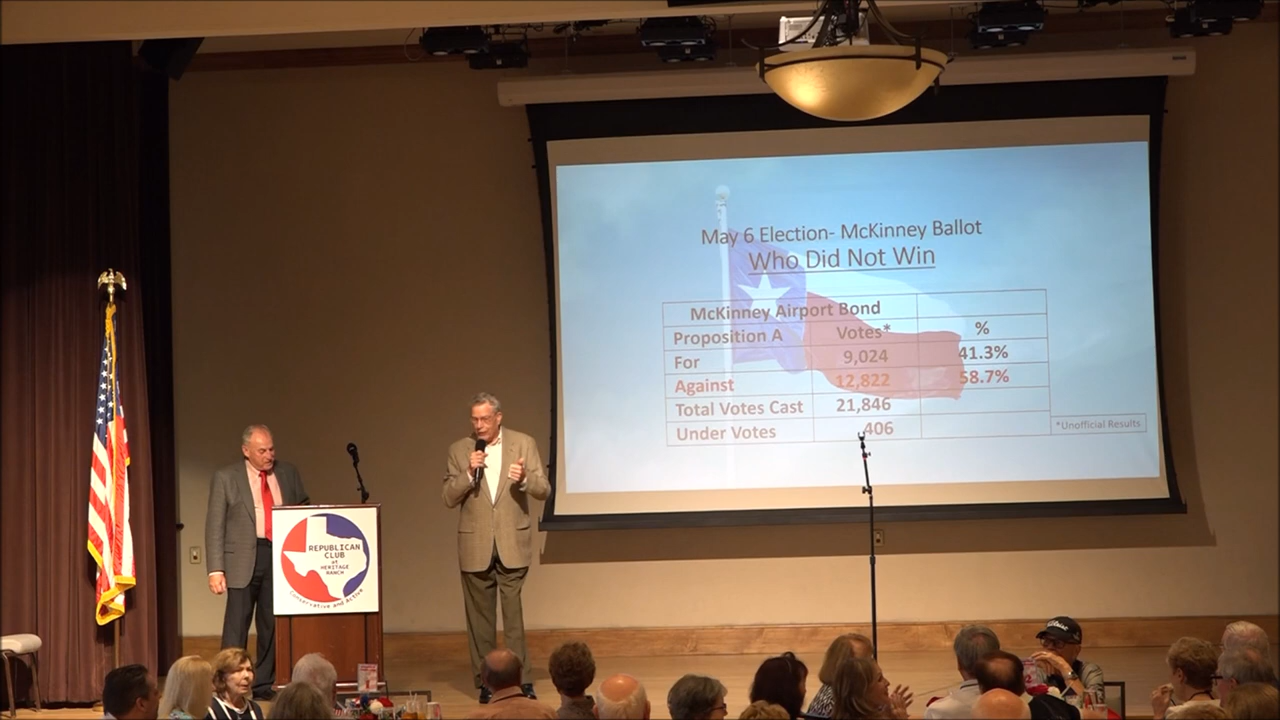 May 6 Election- McKinney Ballot
Who Did Not Win
McKinney Airport Bond
Proposition A Votes* %
For 9,024 41.3%
Against 12,822 58.7%
Total Votes Cast 21,846
Under Votes 406
*Unofficial Results
REPUBLICAN
CLUB
at
HERITAGE
RANCH
Conservative and Active
Titleist